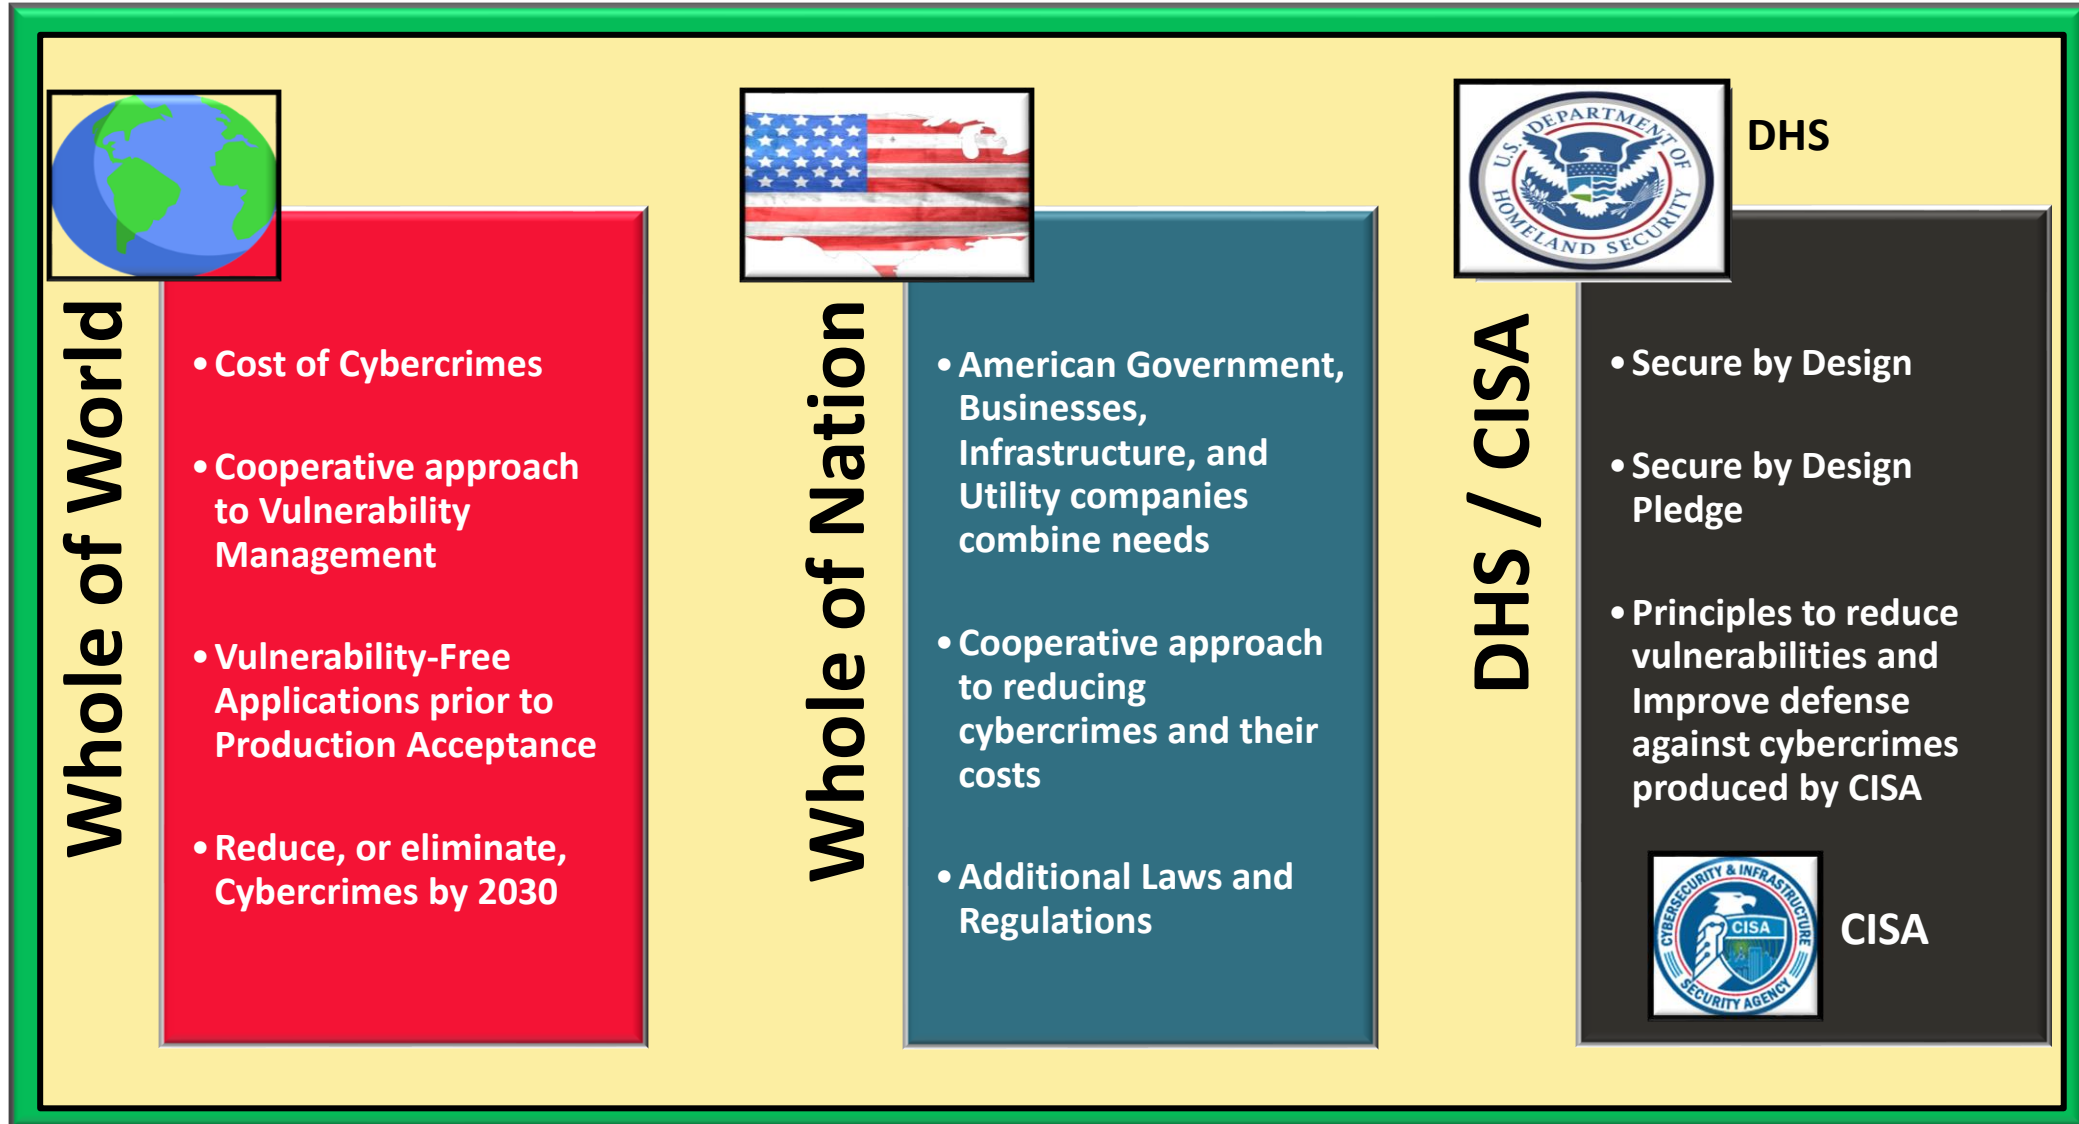 Whole of World
• Cost of Cybercrimes
• Cooperative approach
to Vulnerability
Management
• Vulnerability-Free
Applications prior to
Production Acceptance
• Reduce, or eliminate,
Cybercrimes by 2030
Whole of Nation
• American Government,
Businesses,
Infrastructure, and
Utility companies
combine needs
• Cooperative approach
to reducing
cybercrimes and their
costs
• Additional Laws and
Regulations
U.S. DEPARTMENT OF
HOMELAND SECURITY
DHS
DHS / CISA
• Secure by Design
• Secure by Design
Pledge
• Principles to reduce
vulnerabilities and
Improve defense
against cybercrimes
produced by CISA
CYBERSECURITY & INFRASTRUCTURE
SECURITY AGENCY
CISA
CISA